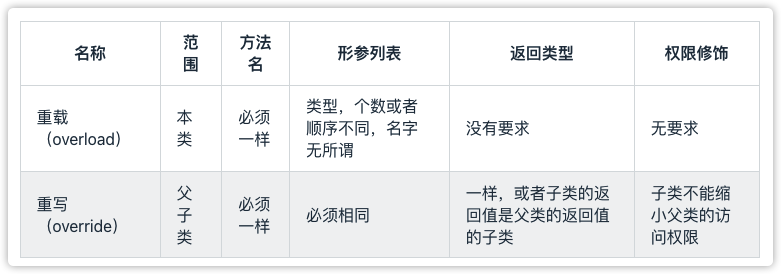 名称
范
围
方法
名
形参列表
返回类型
权限修饰
重载
（overload）
本
类
必须
一样
类型，个数或者
顺序不同，名字
无所谓
没有要求
无要求
重写
（override）
父
子
类
必须
一样
必须相同
一样，或者子类的返
回值是父类的返回值
的子类
子类不能缩
小父类的访
问权限